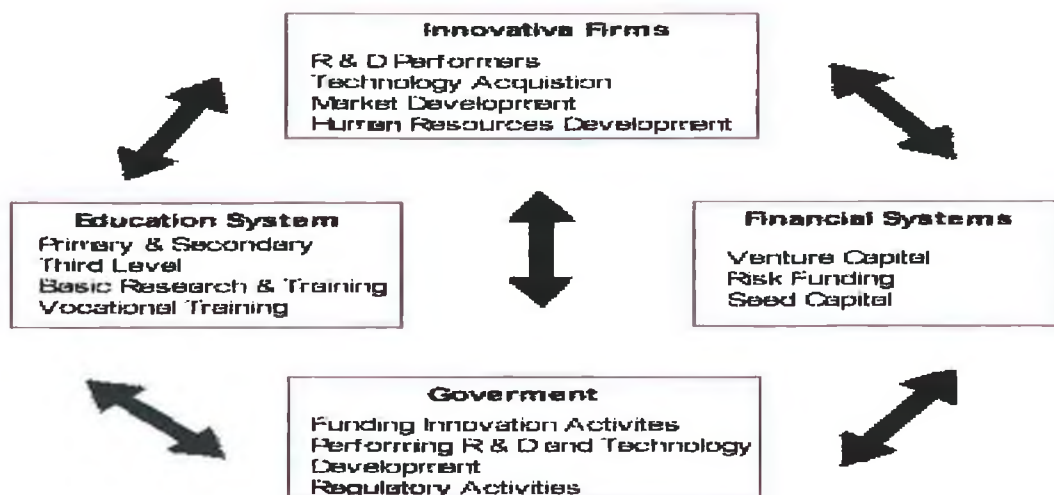 Innovative Firms
R & D Performers
Technology Acquistion
Market Development
Human Resources Development
Education System
Primary & Secondary
Third Level
Basic Research & Training
Vocational Training
Financial Systems
Venture Capital
Risk Funding
Seed Capital
Goverment
Funding Innovation Activites
Performing R & D and Technology
Development
Regulatory Activities